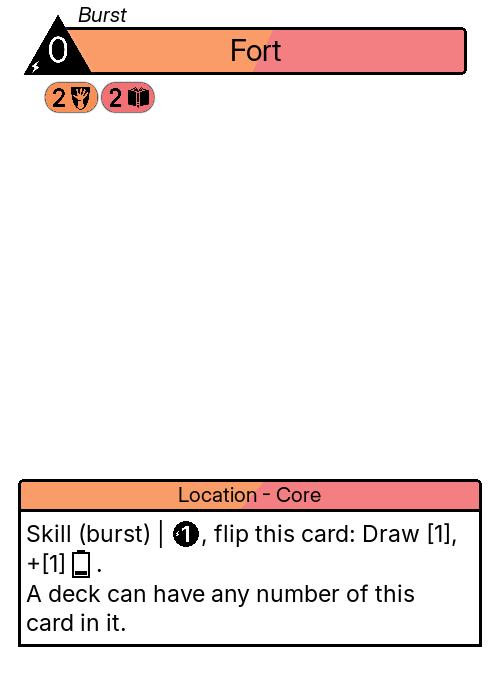 Burst
0
Fort
2 2
Location - Core
Skill (burst) | 1, flip this card: Draw [1],
+[1] .
A deck can have any number of this
card in it.